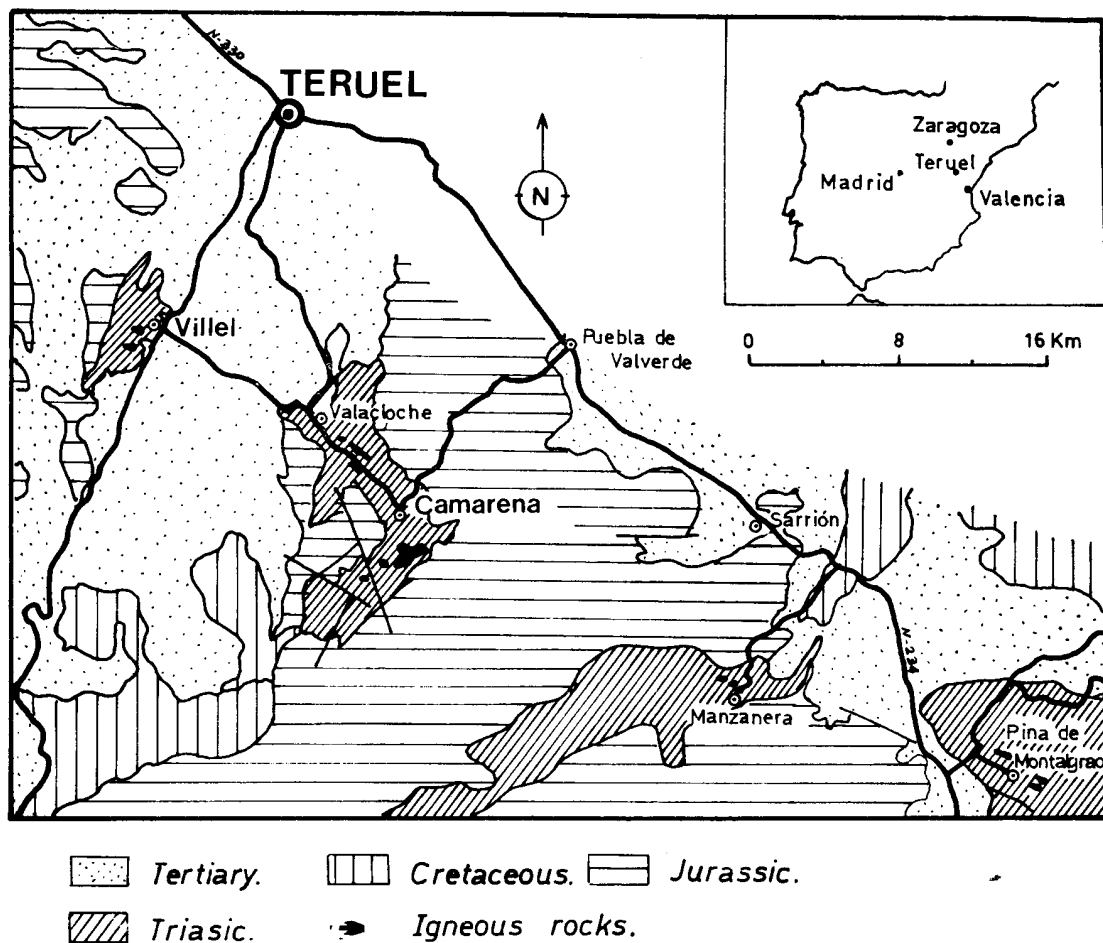 N-230
TERUEL
N
Zaragoza
Teruel
Madrid
Valencia
0 8 16 Km
Villel
Puebla de
Valverde
Valacloche
Camarena
Sarrión
N-234
Manzanera
Pina de
Montalgrao
Tertiary.
Cretaceous.
Jurassic.
Triasic.
Igneous rocks.